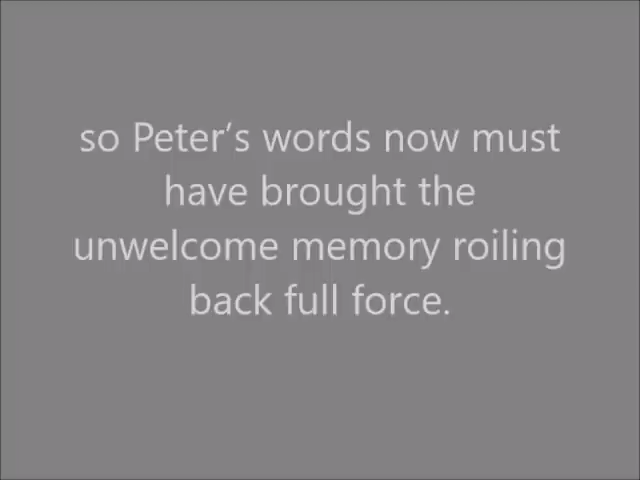 so Peter’s words now must
have brought the
unwelcome memory roiling
back full force.